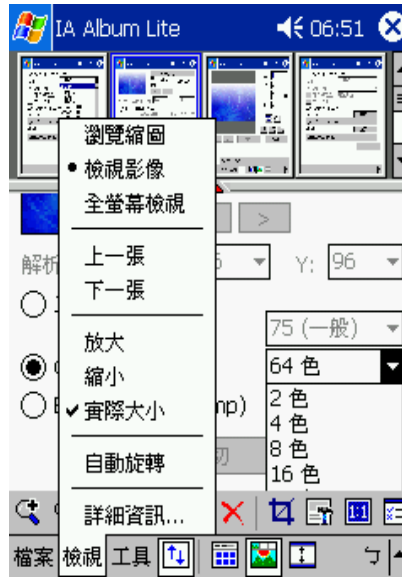 IA Album Lite 06:51
瀏覽縮圖
檢視影像
全螢幕檢視
>
解析
Y: 96
上一張
下一張
75 (一般)
放大
64 色
縮小
2 色
實際大小
mp)
4 色
8 色
自動旋轉
切
16 色
詳細資訊...
1:1
檔案 檢視 工具
ㄅ